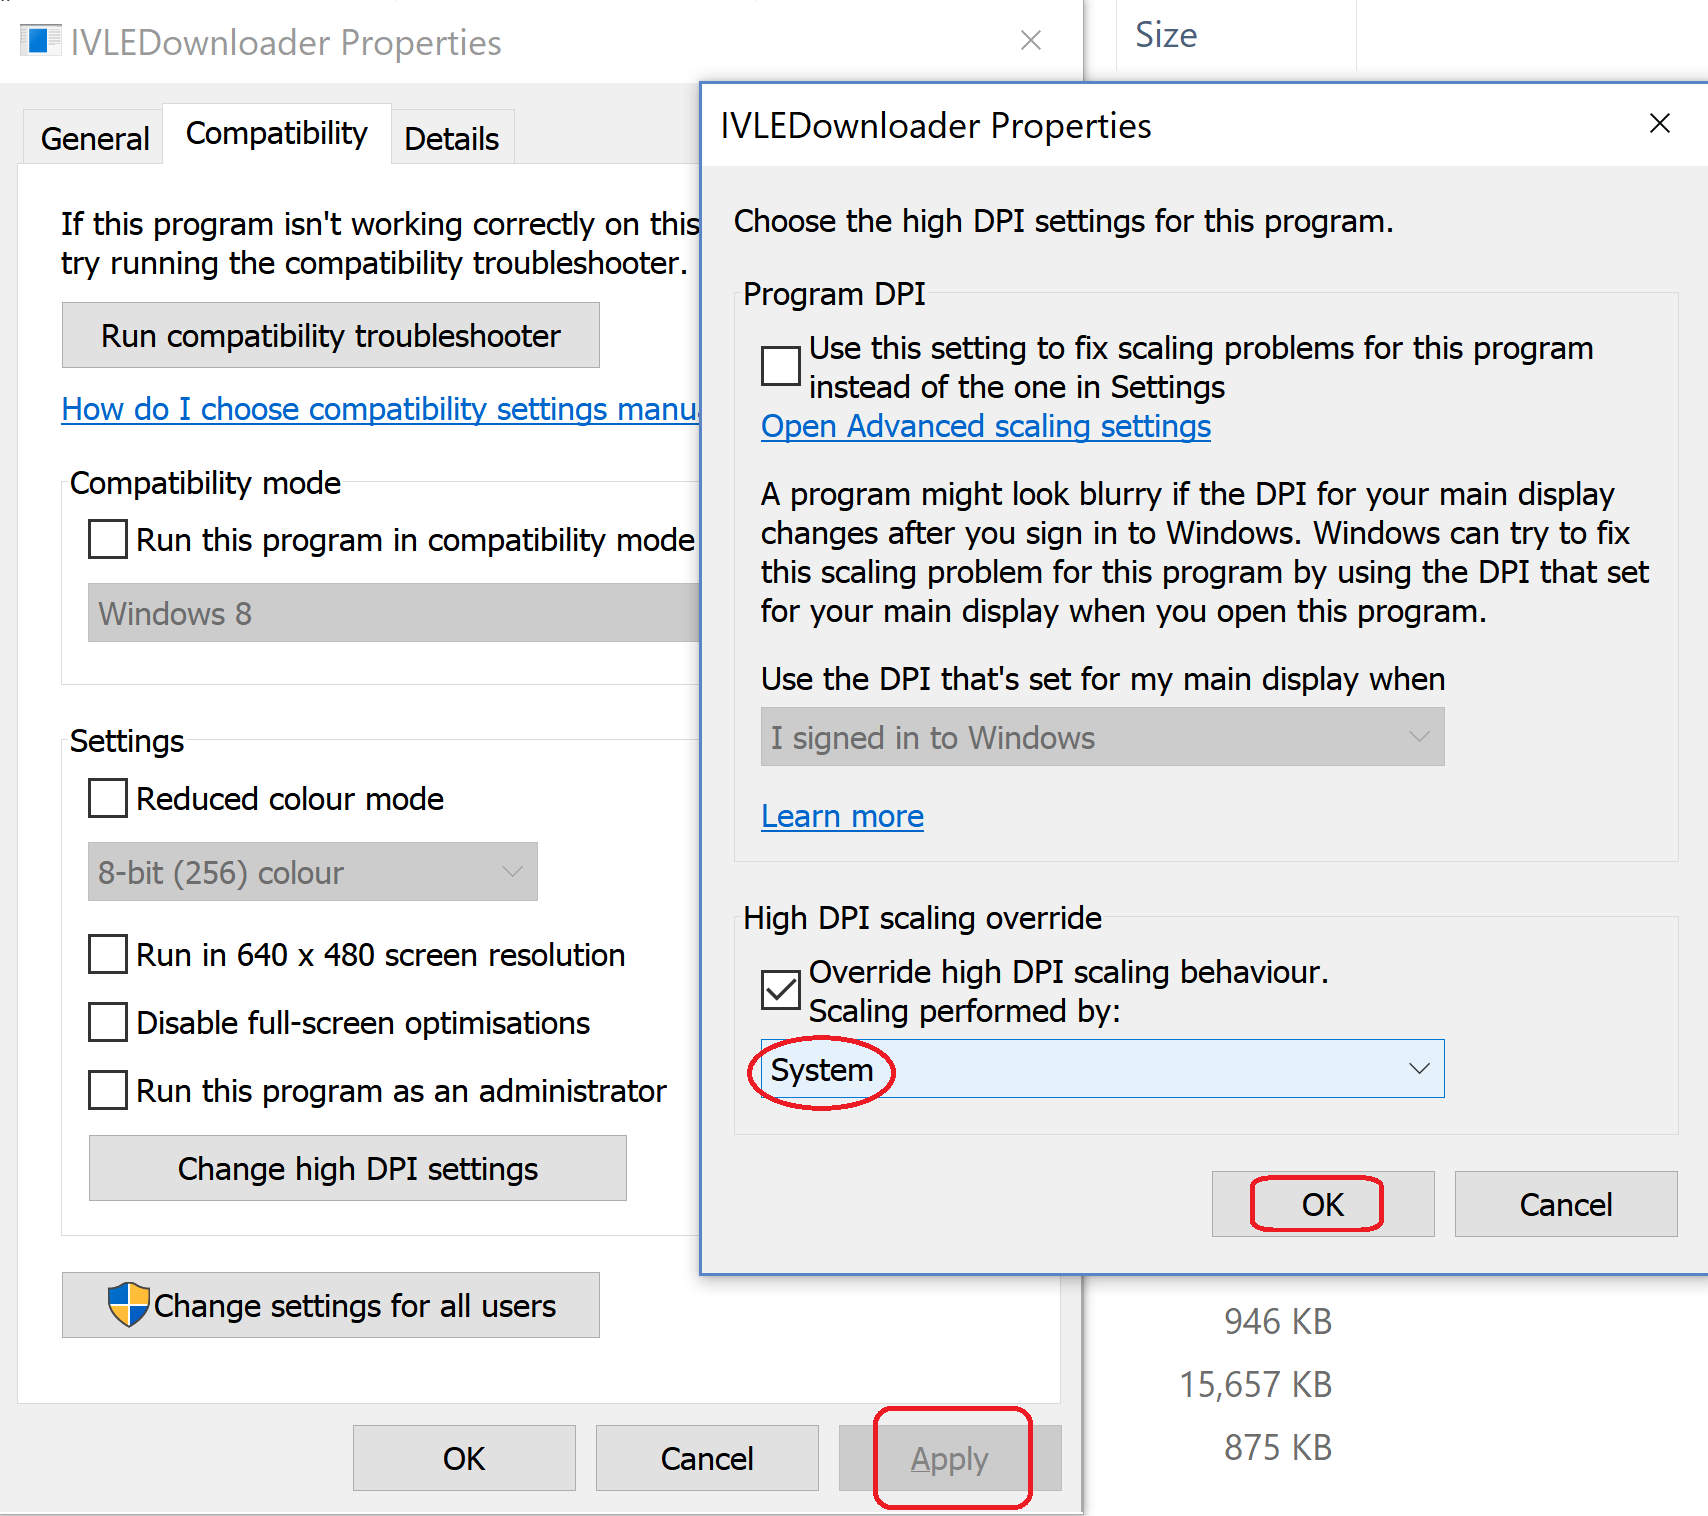 IVLEDownloader Properties
General
Compatibility
Details
If this program isn't working correctly on this
try running the compatibility troubleshooter.
Run compatibility troubleshooter
How do I choose compatibility settings manu
Compatibility mode
Run this program in compatibility mode
Windows 8
Settings
Reduced colour mode
8-bit (256) colour
Run in 640 x 480 screen resolution
Disable full-screen optimisations
Run this program as an administrator
Change high DPI settings
Change settings for all users
OK
Cancel
Apply
Size
IVLEDownloader Properties
Choose the high DPI settings for this program.
Program DPI
Use this setting to fix scaling problems for this program
instead of the one in Settings
Open Advanced scaling settings
A program might look blurry if the DPI for your main display
changes after you sign in to Windows. Windows can try to fix
this scaling problem for this program by using the DPI that set
for your main display when you open this program.
Use the DPI that's set for my main display when
I signed in to Windows
Learn more
High DPI scaling override
Override high DPI scaling behaviour.
Scaling performed by:
System
OK
Cancel
946 KB
15,657 KB
875 KB